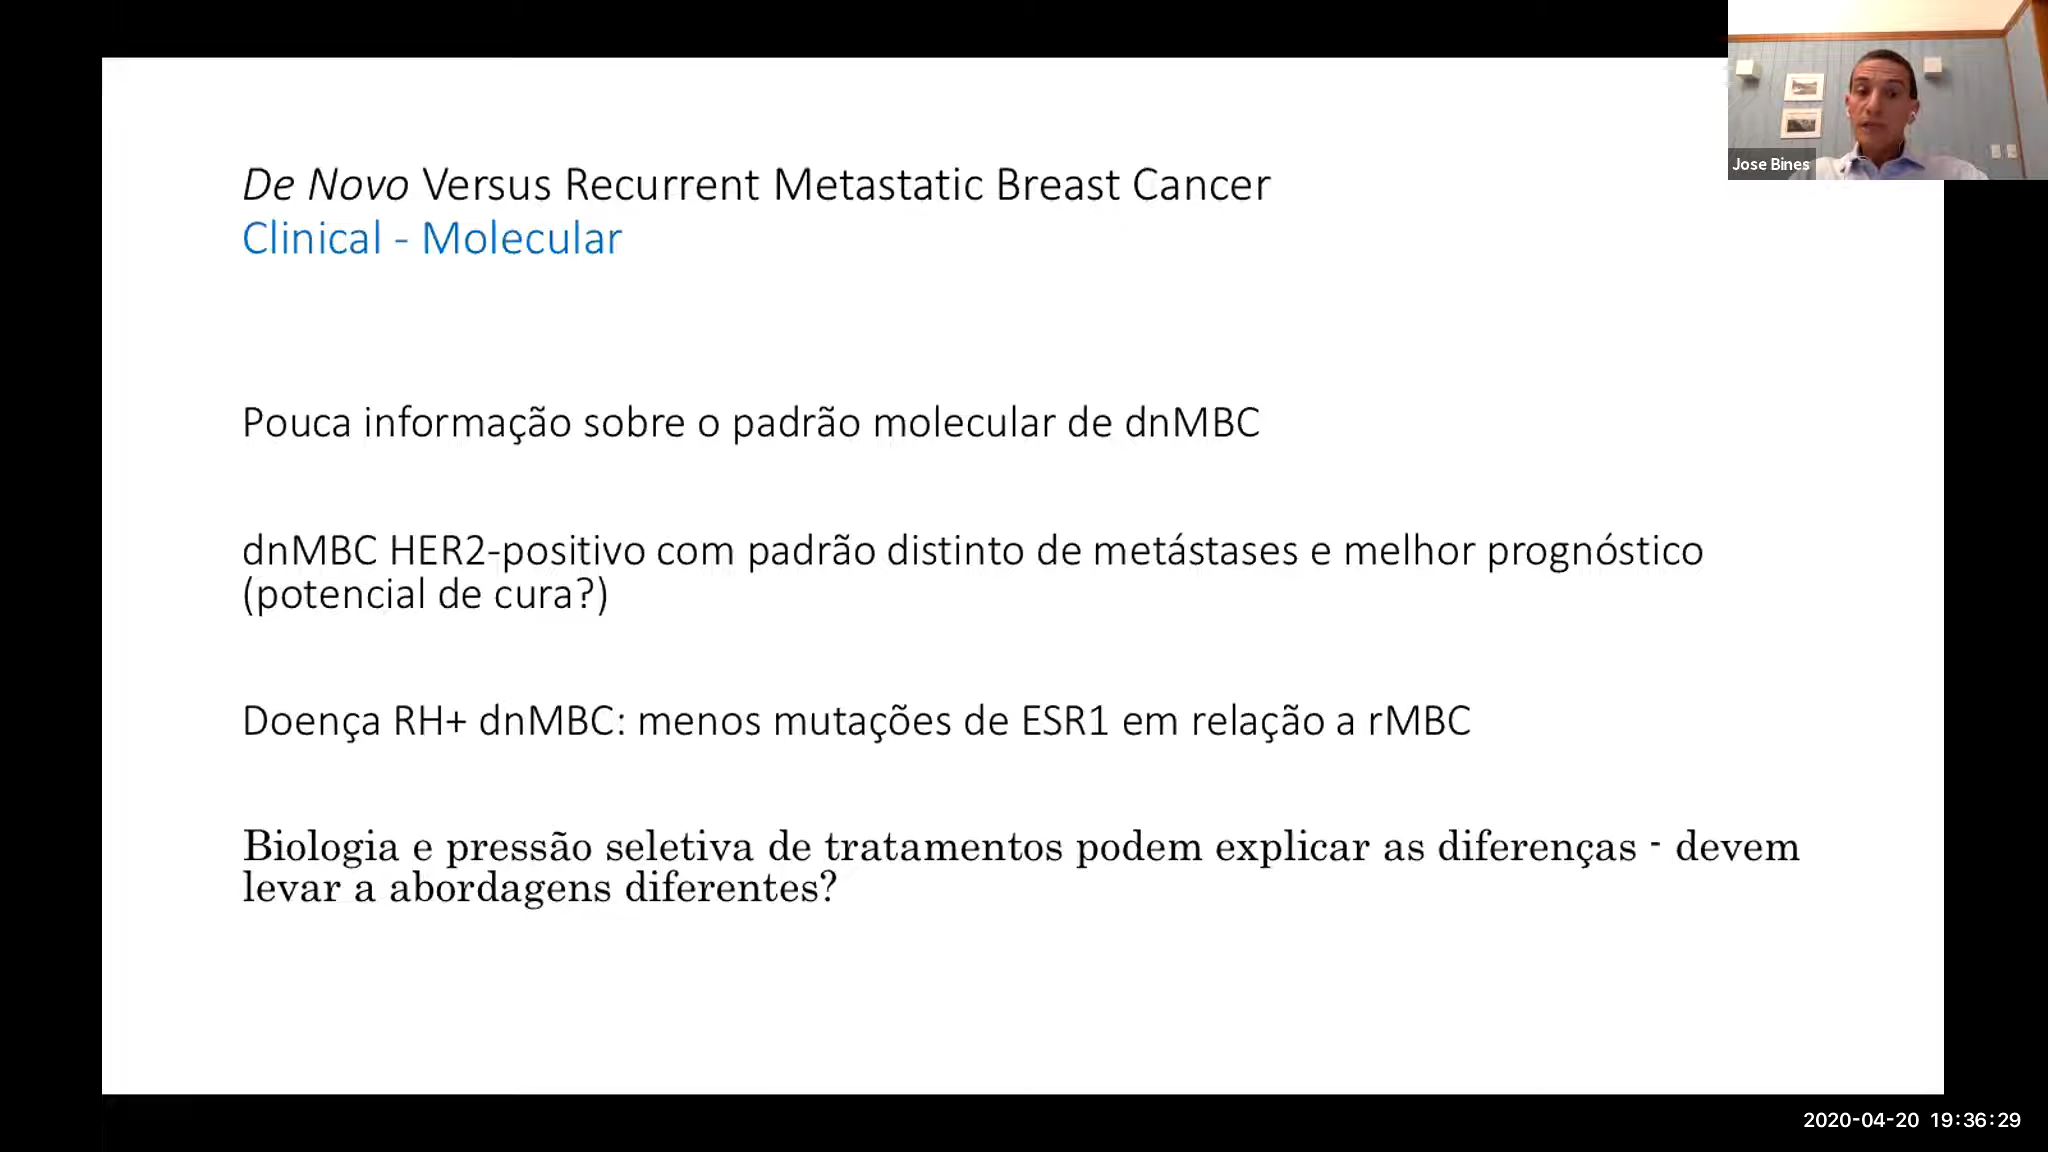 De Novo Versus Recurrent Metastatic Breast Cancer
Clinical - Molecular
Pouca informação sobre o padrão molecular de dnMBC
dnMBC HER2-positivo com padrão distinto de metástases e melhor prognóstico
(potencial de cura?)
Doença RH+ dnMBC: menos mutações de ESR1 em relação a rMBC
Biologia e pressão seletiva de tratamentos podem explicar as diferenças - devem
levar a abordagens diferentes?
Jose Bines
2020-04-20 19:36:29